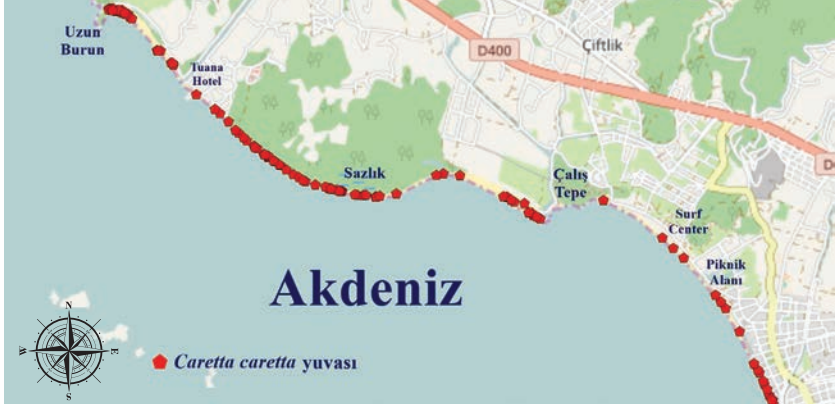 Uzun
Burun
Tuana
Hotel
D400
Çiftlik
Sazlık
Çalış
Tepe
Surf
Center
Piknik
Alanı
Akdeniz
N
W
E
S
Caretta caretta yuvası